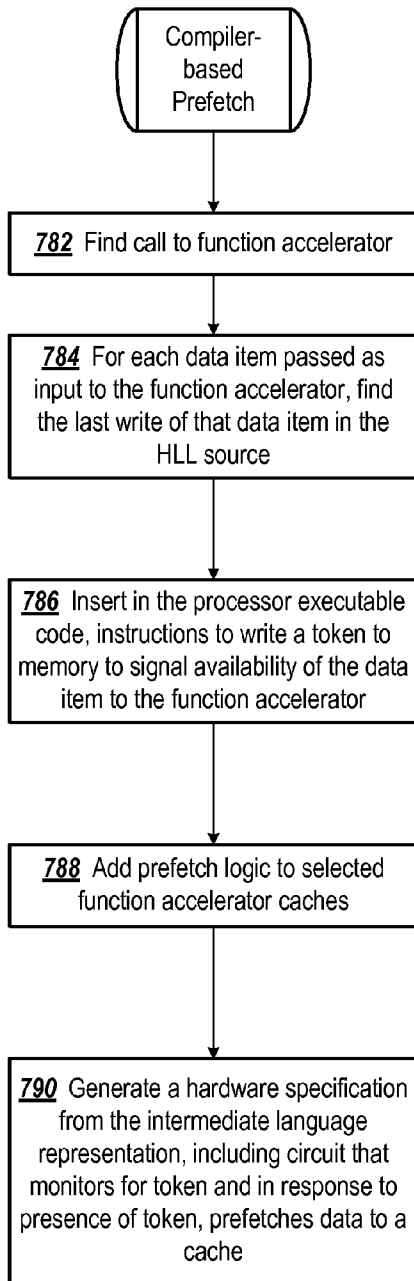 Compiler-
based
Prefetch
782 Find call to function accelerator
784 For each data item passed as
input to the function accelerator, find
the last write of that data item in the
HLL source
786 Insert in the processor executable
code, instructions to write a token to
memory to signal availability of the data
item to the function accelerator
788 Add prefetch logic to selected
function accelerator caches
790 Generate a hardware specification
from the intermediate language
representation, including circuit that
monitors for token and in response to
presence of token, prefetches data to a
cache